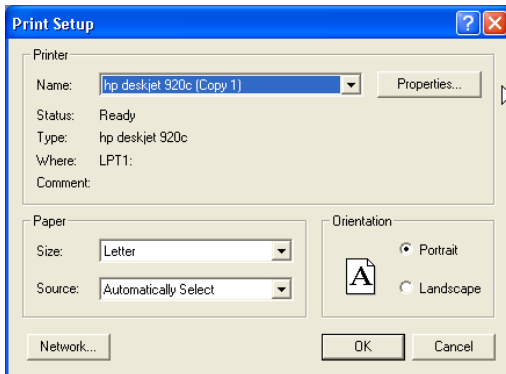 Print Setup
Printer
Name: hp deskjet 920c (Copy 1) Properties...
Status: Ready
Type: hp deskjet 920c
Where: LPT1:
Comment:
Paper Orientation
Size: Letter Portrait
A
Source: Automatically Select Landscape
Network... OK Cancel